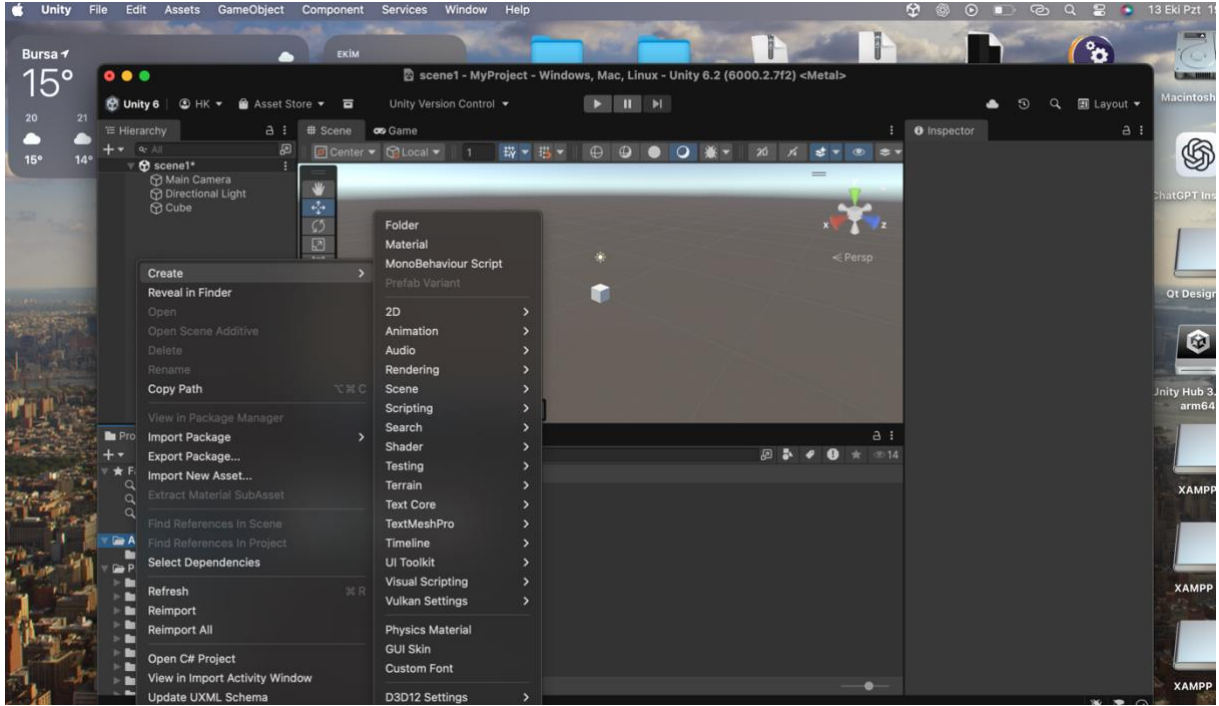 Unity File Edit Assets GameObject Component Services Window Help
13 Eki Pzt
Bursa
15°
20 21
15° 14°
EKİM
scene1 - MyProject - Windows, Mac, Linux - Unity 6.2 (6000.2.7f2) <Metal>
Unity 6 HK Asset Store Unity Version Control Layout
Hierarchy
All
scene1*
Main Camera
Directional Light
Cube
Scene Game
Center Local 1 2D
x z
Persp
Inspector
Create
Reveal in Finder
Open
Open Scene Additive
Delete
Rename
Copy Path ⌥⌘C
View in Package Manager
Import Package
Export Package...
Import New Asset...
Extract Material SubAsset
Find References In Scene
Find References In Project
Select Dependencies
Refresh ⌘R
Reimport
Reimport All
Open C# Project
View in Import Activity Window
Update UXML Schema
Folder
Material
MonoBehaviour Script
Prefab Variant
2D
Animation
Audio
Rendering
Scene
Scripting
Search
Shader
Testing
Terrain
Text Core
TextMeshPro
Timeline
UI Toolkit
Visual Scripting
Vulkan Settings
Physics Material
GUI Skin
Custom Font
D3D12 Settings
14
Macintosh
ChatGPT Ins
Qt Design
Unity Hub 3.
arm64
XAMPP
XAMPP
XAMPP